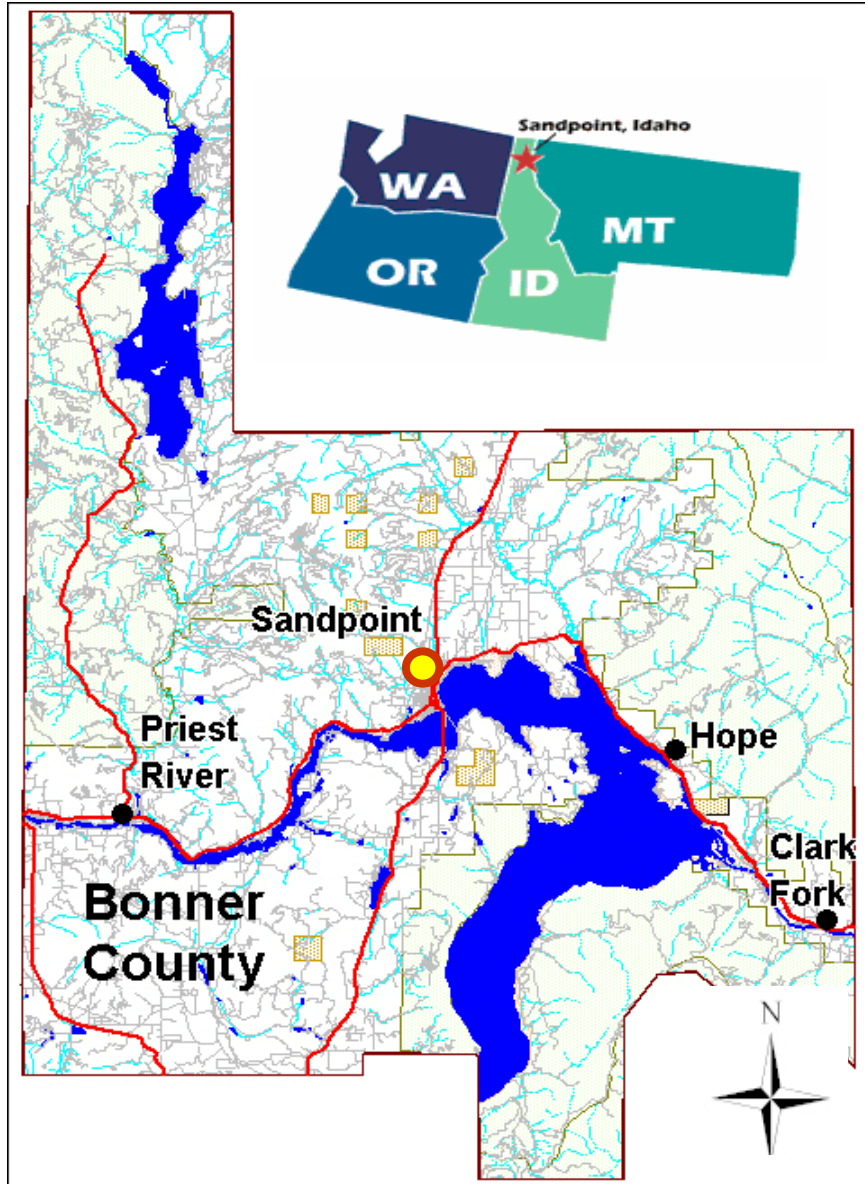 Sandpoint, Idaho
WA
MT
OR
ID
Sandpoint
Priest
River
Hope
Clark
Fork
Bonner
County
N